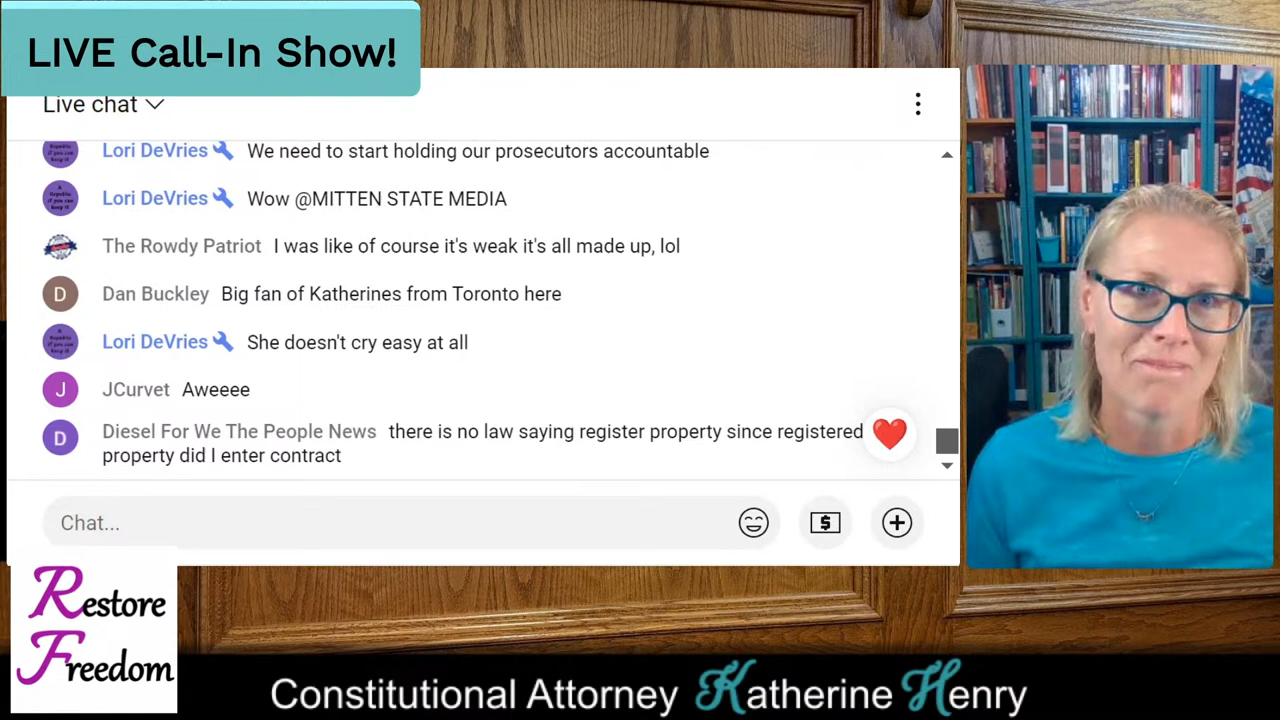 LIVE Call-In Show!
Live chat
Lori DeVries We need to start holding our prosecutors accountable
Lori DeVries Wow @MITTEN STATE MEDIA
The Rowdy Patriot I was like of course it's weak it's all made up, lol
D Dan Buckley Big fan of Katherines from Toronto here
Lori DeVries She doesn't cry easy at all
J JCurvet Aweeee
D Diesel For We The People News there is no law saying register property since registered
property did I enter contract
Chat...
$
Restore
Freedom
Constitutional Attorney Katherine Henry